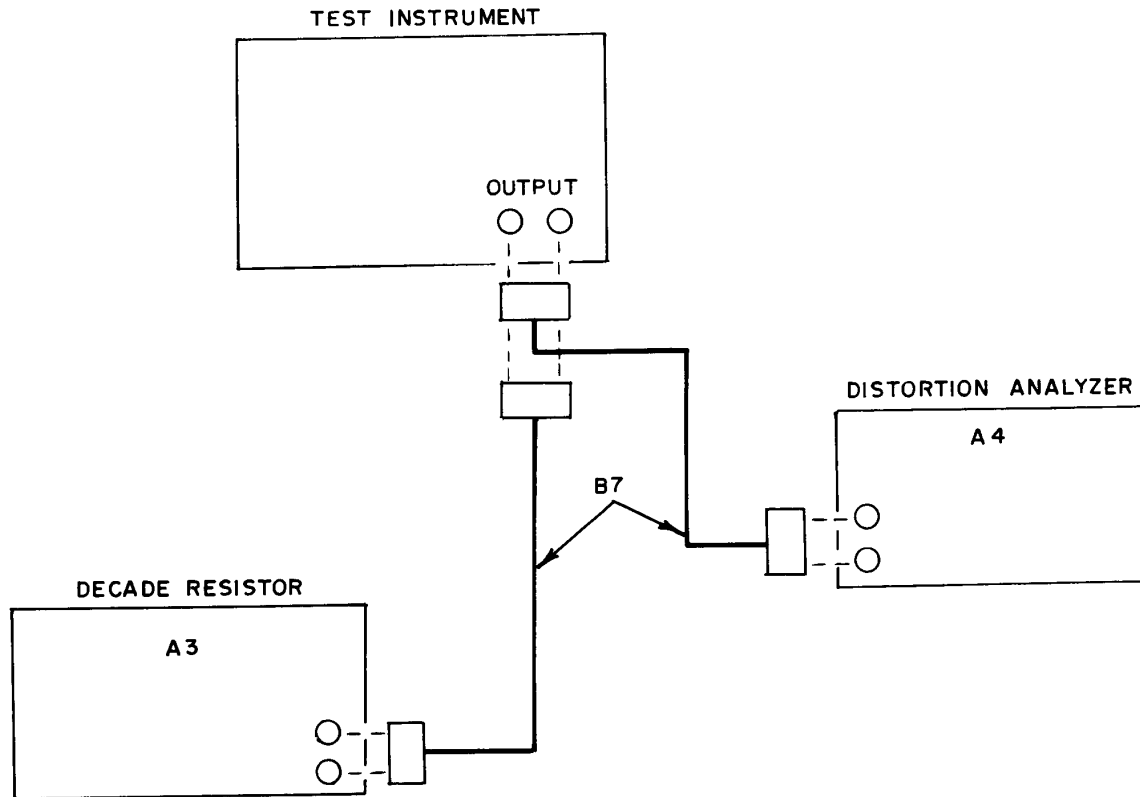 TEST INSTRUMENT
OUTPUT
DISTORTION ANALYZER
A4
B7
DECADE RESISTOR
A3